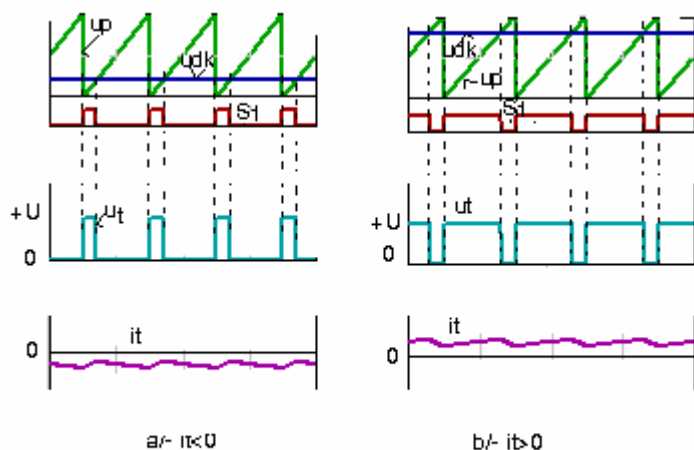 up
udk
S1
+ U
ut
0
it
0
a/- it<0
udk
up
S1
ut
+ U
0
it
0
b/- it>0